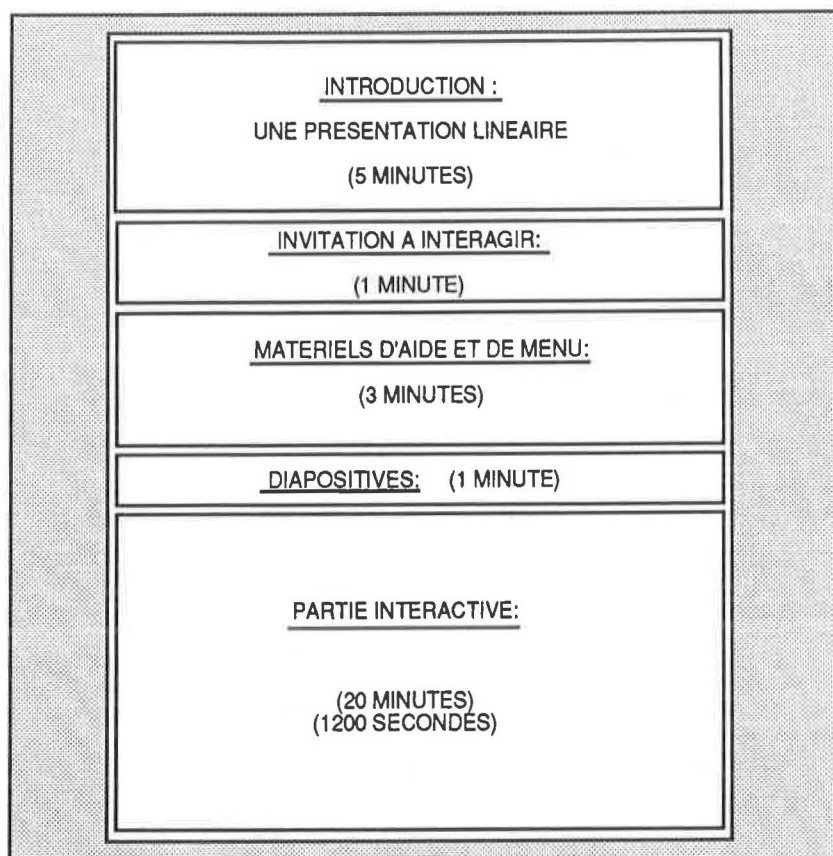 INTRODUCTION :
UNE PRESENTATION LINEAIRE
(5 MINUTES)
INVITATION A INTERAGIR:
(1 MINUTE)
MATERIELS D'AIDE ET DE MENU:
(3 MINUTES)
DIAPOSITIVES: (1 MINUTE)
PARTIE INTERACTIVE:
(20 MINUTES)
(1200 SECONDES)